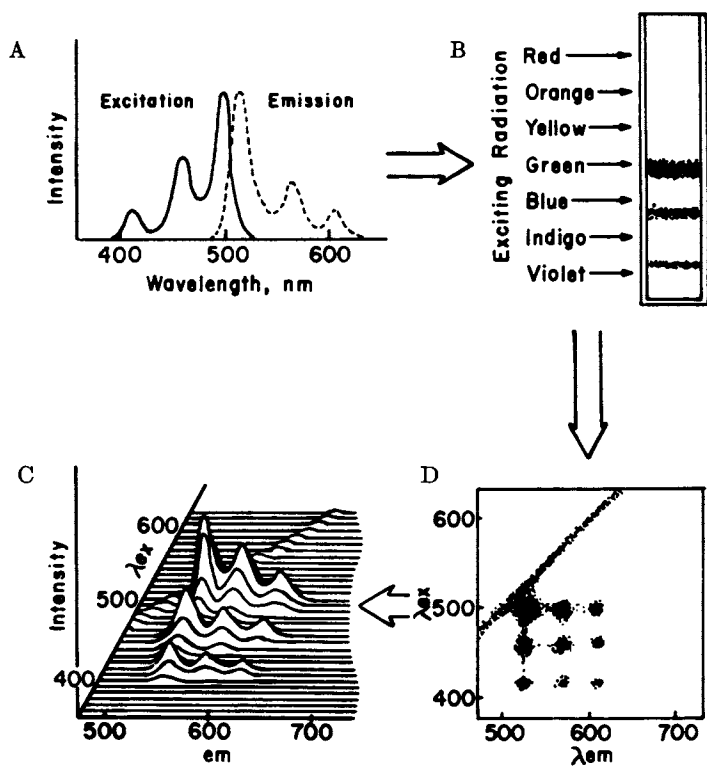 A
Excitation
Emission
Intensity
400
500
600
Wavelength, nm
B
Exciting Radiation
Red
Orange
Yellow
Green
Blue
Indigo
Violet
C
Intensity
λex
600
500
400
500
600
700
em
D
λex
600
500
400
500
600
700
λem